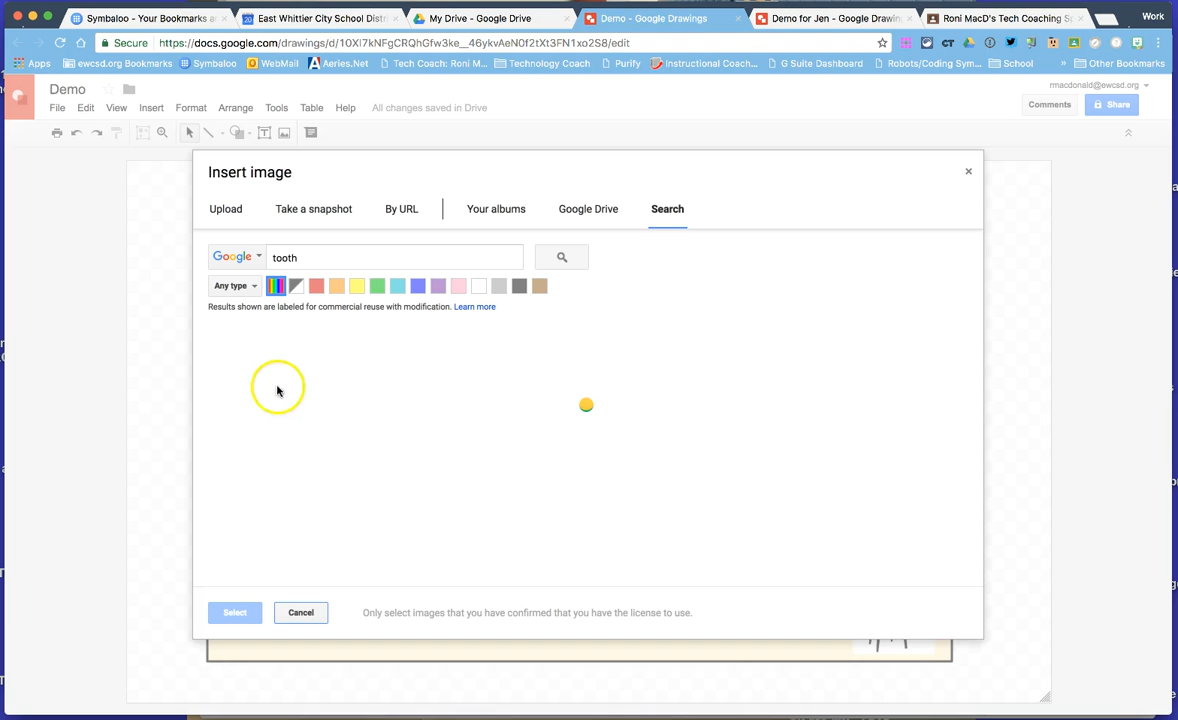 Symbaloo - Your Bookmarks a
East Whittier City School Distri
My Drive - Google Drive
Demo - Google Drawings
Demo for Jen - Google Drawin
Roni MacD's Tech Coaching Sp
Work
Secure
https://docs.google.com/drawings/d/10XI7kNFgCRQhGfw3ke__46ykvAeN0f2tXt3FN1xo2S8/edit
Apps
ewcsd.org Bookmarks
Symbaloo
WebMail
Aeries.Net
Tech Coach: Roni M...
Technology Coach
Purify
Instructional Coach...
G Suite Dashboard
Robots/Coding Sym...
School
»
Other Bookmarks
Demo
rmacdonald@ewcsd.org
File Edit View Insert Format Arrange Tools Table Help All changes saved in Drive
Comments
Share
Insert image
Upload
Take a snapshot
By URL
Your albums
Google Drive
Search
Google
tooth
Any type
Results shown are labeled for commercial reuse with modification. Learn more
Select
Cancel
Only select images that you have confirmed that you have the license to use.